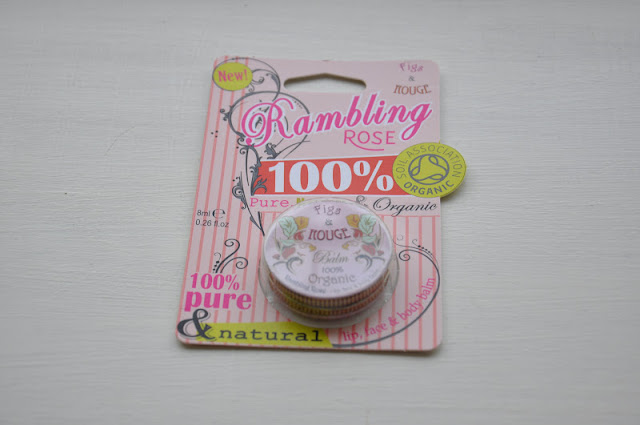 New!
Figs
&
ROUGE
Rambling
ROSE
100%
SOIL ASSOCIATION
ORGANIC
Pure & Organic
8ml e
0.26 fl.oz
Figs
&
ROUGE
Balm
100%
Organic
100%
pure
& natural
lip, face & body balm